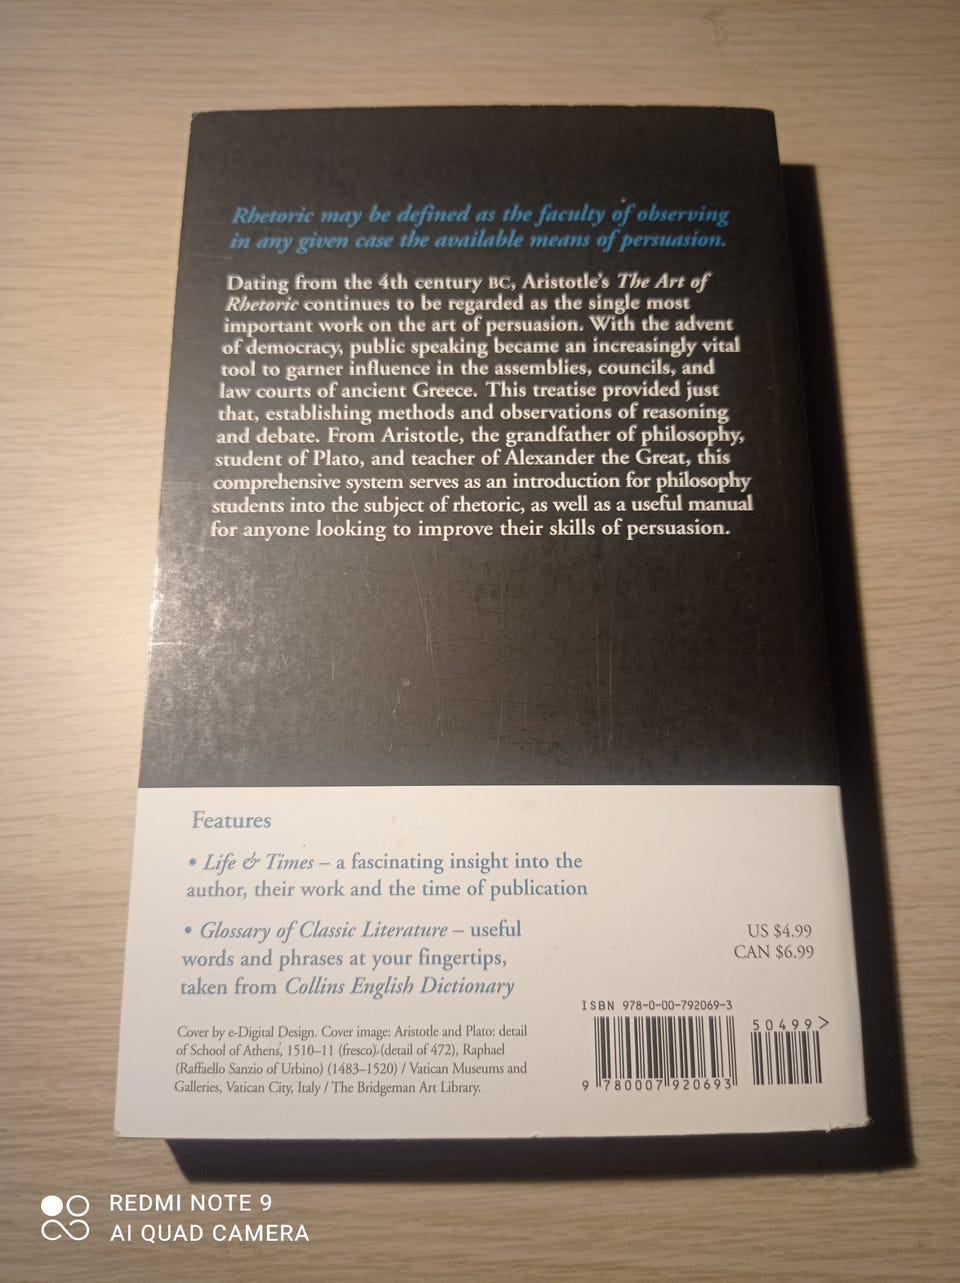 Rhetoric may be defined as the faculty of observing
in any given case the available means of persuasion.
Dating from the 4th century BC, Aristotle's The Art of
Rhetoric continues to be regarded as the single most
important work on the art of persuasion. With the advent
of democracy, public speaking became an increasingly vital
tool to garner influence in the assemblies, councils, and
law courts of ancient Greece. This treatise provided just
that, establishing methods and observations of reasoning
and debate. From Aristotle, the grandfather of philosophy,
student of Plato, and teacher of Alexander the Great, this
comprehensive system serves as an introduction for philosophy
students into the subject of rhetoric, as well as a useful manual
for anyone looking to improve their skills of persuasion.
Features
• Life & Times – a fascinating insight into the
author, their work and the time of publication
• Glossary of Classic Literature – useful
words and phrases at your fingertips,
taken from Collins English Dictionary
US $4.99
CAN $6.99
Cover by e-Digital Design. Cover image: Aristotle and Plato: detail
of School of Athens, 1510–11 (fresco) (detail of 472), Raphael
(Raffaello Sanzio of Urbino) (1483–1520) / Vatican Museums and
Galleries, Vatican City, Italy / The Bridgeman Art Library.
ISBN 978-0-00-792069-3
50499>
9 780007 920693
REDMI NOTE 9
AI QUAD CAMERA